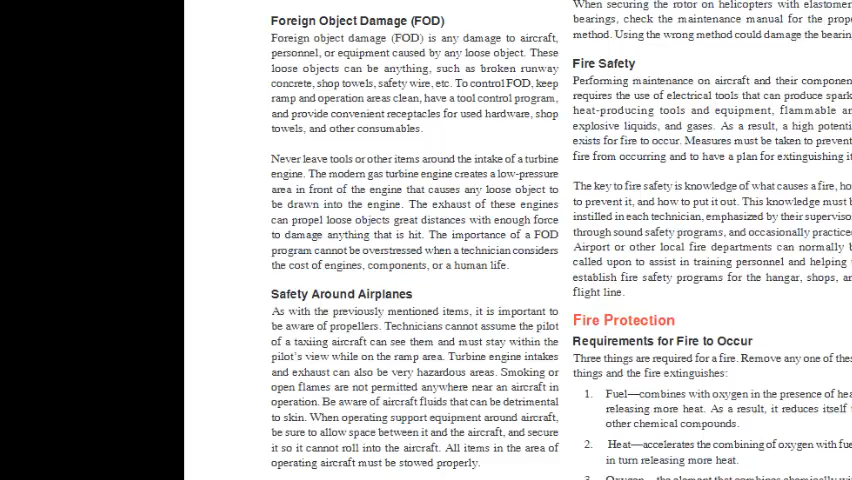 Foreign Object Damage (FOD)
Foreign object damage (FOD) is any damage to aircraft,
personnel, or equipment caused by any loose object. These
loose objects can be anything, such as broken runway
concrete, shop towels, safety wire, etc. To control FOD, keep
ramp and operation areas clean, have a tool control program,
and provide convenient receptacles for used hardware, shop
towels, and other consumables.
Never leave tools or other items around the intake of a turbine
engine. The modern gas turbine engine creates a low-pressure
area in front of the engine that causes any loose object to
be drawn into the engine. The exhaust of these engines
can propel loose objects great distances with enough force
to damage anything that is hit. The importance of a FOD
program cannot be overstressed when a technician considers
the cost of engines, components, or a human life.
Safety Around Airplanes
As with the previously mentioned items, it is important to
be aware of propellers. Technicians cannot assume the pilot
of a taxiing aircraft can see them and must stay within the
pilot's view while on the ramp area. Turbine engine intakes
and exhaust can also be very hazardous areas. Smoking or
open flames are not permitted anywhere near an aircraft in
operation. Be aware of aircraft fluids that can be detrimental
to skin. When operating support equipment around aircraft,
be sure to allow space between it and the aircraft, and secure
it so it cannot roll into the aircraft. All items in the area of
operating aircraft must be stowed properly.
When securing the rotor on helicopters with
bearings, check the maintenance manual for the
method. Using the wrong method could damage the
Fire Safety
Performing maintenance on aircraft and their
requires the use of electrical tools that can produce
heat-producing tools and equipment, flammable
explosive liquids, and gases. As a result, a high
exists for fire to occur. Measures must be taken to prevent
fire from occurring and to have a plan for extinguishing
The key to fire safety is knowledge of what causes a fire,
to prevent it, and how to put it out. This knowledge must
instilled in each technician, emphasized by their
through sound safety programs, and occasionally
Airport or other local fire departments can normally
called upon to assist in training personnel and helping
establish fire safety programs for the hangar, shops,
flight line.
Fire Protection
Requirements for Fire to Occur
Three things are required for a fire. Remove any one of
things and the fire extinguishes:
1. Fuel—combines with oxygen in the presence of
releasing more heat. As a result, it reduces itself
other chemical compounds.
2. Heat—accelerates the combining of oxygen with
in turn releasing more heat.